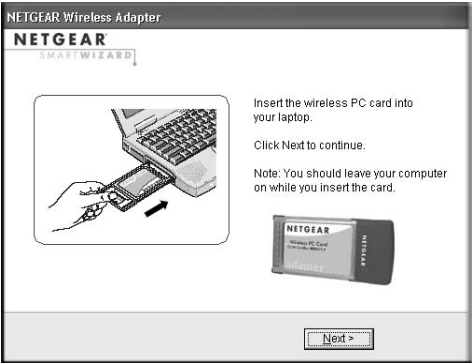 NETGEAR Wireless Adapter
NETGEAR
SMARTWIZARD
Insert the wireless PC card into
your laptop.
Click Next to continue.
Note: You should leave your computer
on while you insert the card.
NETGEAR
Wireless PC Card
adapter
NETGEAR
Next >